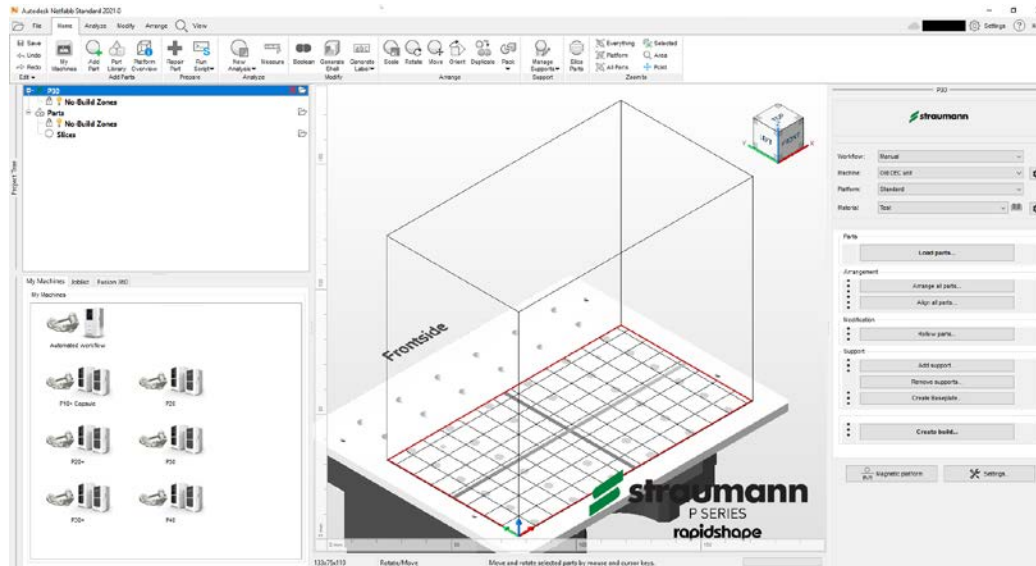 Autodesk Netfabb Standard 2021.0
File Home Analyze Modify Arrange View
Settings
Save
Undo
Redo
Edit
My Machines
Add Part
Part Library
Platform Overview
Add Parts
Repair Part
Run Script
Prepare
New Analysis
Measure
Analyze
Boolean
Generate Shell
Generate Label
Modify
Scale
Rotate
Move
Orient
Duplicate
Pack
Arrange
Manage Supports
Support
Slice Parts
Everything
Platform
All Parts
Selected
Area
Point
Zoom to
Project Tree
P30
No-Build Zones
Parts
No-Build Zones
Slices
My Machines Joblist Fusion 360
My Machines
Automated workflow
P10+ Capsule
P20
P20+
P30
P30+
P40
TOP
LEFT
FRONT
Frontside
straumann
P SERIES
rapidshape
133x75x110
Rotate/Move
Move and rotate selected parts by mouse and cursor keys.
P30
straumann
Workflow: Manual
Machine:
Platform: Standard
Material: Test
Parts
Load parts...
Arrangement
Arrange all parts...
Align all parts...
Modification
Hollow parts...
Support
Add support...
Remove supports...
Create Baseplate...
Create build...
Magnetic platform
Settings...